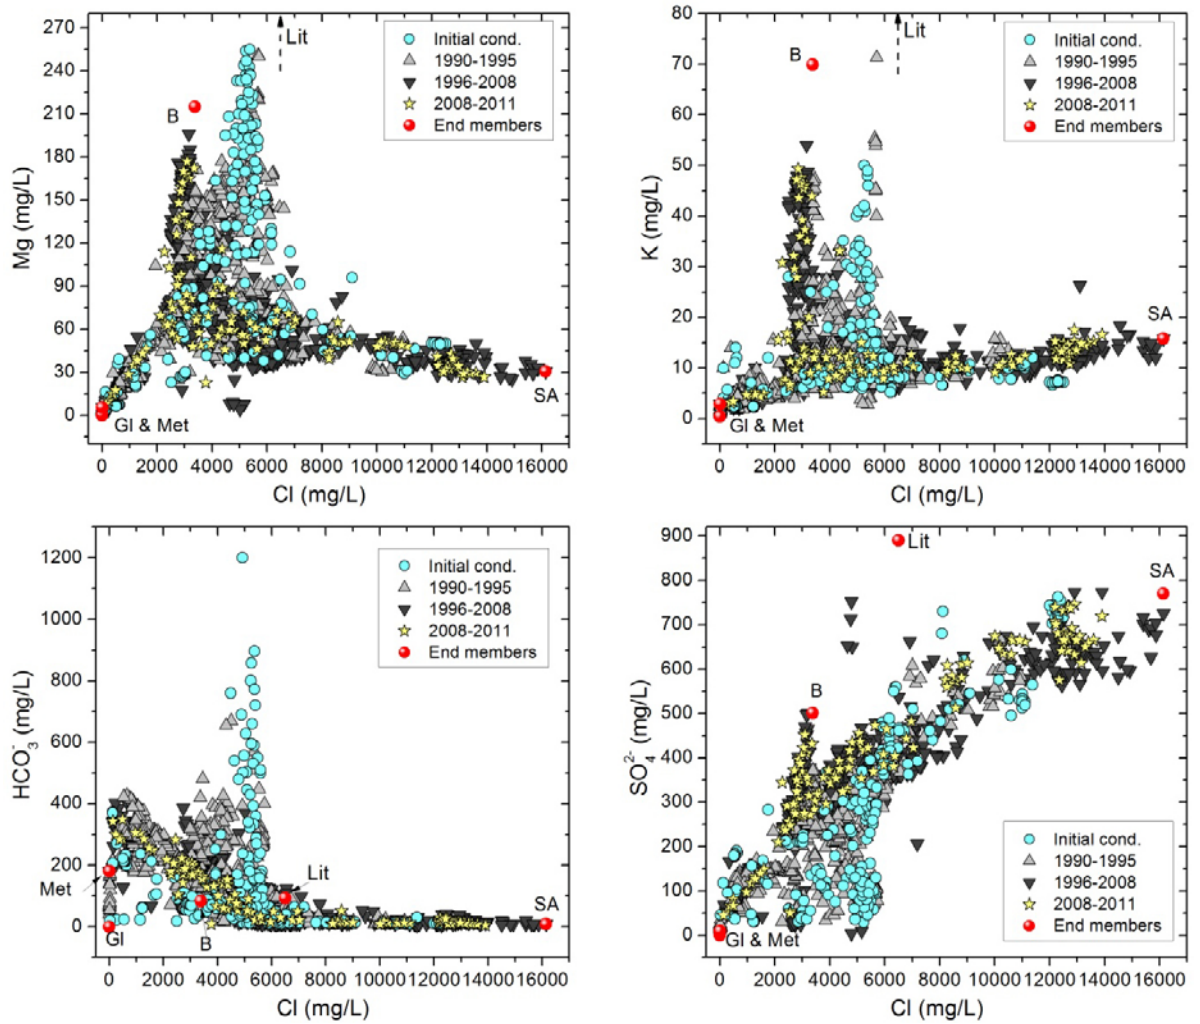 Mg (mg/L)
270
240
210
180
150
120
90
60
30
0
Lit
B
SA
Gl & Met
Initial cond.
1990-1995
1996-2008
2008-2011
End members
0 2000 4000 6000 8000 10000 12000 14000 16000
Cl (mg/L)
K (mg/L)
80
70
60
50
40
30
20
10
0
Lit
B
SA
Gl & Met
Initial cond.
1990-1995
1996-2008
2008-2011
End members
0 2000 4000 6000 8000 10000 12000 14000 16000
Cl (mg/L)
HCO₃⁻ (mg/L)
1200
1000
800
600
400
200
0
Initial cond.
1990-1995
1996-2008
2008-2011
End members
Met
Lit
SA
Gl
B
0 2000 4000 6000 8000 10000 12000 14000 16000
Cl (mg/L)
SO₄²⁻ (mg/L)
900
800
700
600
500
400
300
200
100
0
Lit
SA
B
Gl & Met
Initial cond.
1990-1995
1996-2008
2008-2011
End members
0 2000 4000 6000 8000 10000 12000 14000 16000
Cl (mg/L)